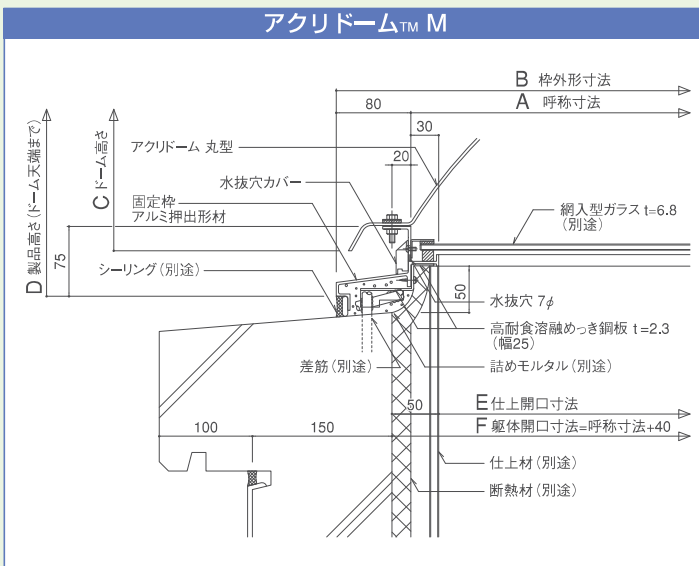 アクリドーム™ M
B 枠外形寸法
80
A 呼称寸法
30
20
アクリドーム 丸型
水抜穴カバー
固定枠
アルミ押出形材
D 製品高さ(ドーム天端まで)
C ドーム高さ
75
シーリング(別途)
網入型ガラス t=6.8
(別途)
50
水抜穴 7φ
高耐食溶融めっき鋼板 t=2.3
(幅25)
差筋(別途)
詰めモルタル(別途)
50
E 仕上開口寸法
100
150
F 躯体開口寸法=呼称寸法+40
仕上材(別途)
断熱材(別途)